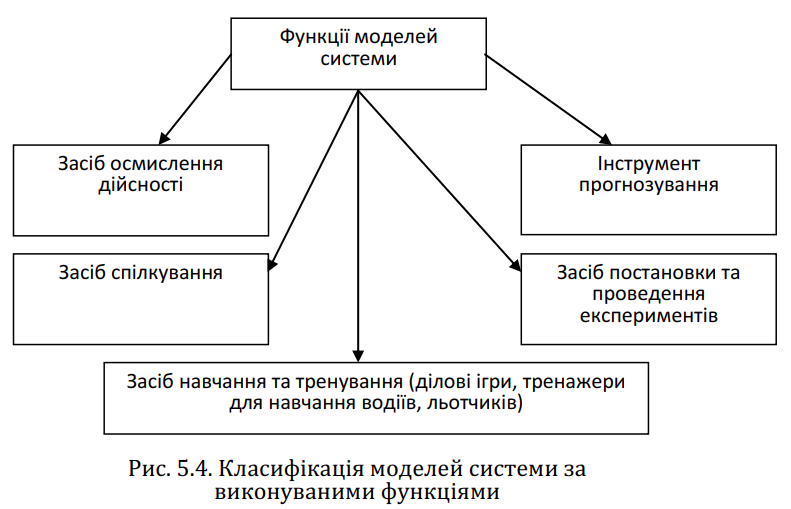 Функції моделей
системи
Засіб осмислення
дійсності
Інструмент
прогнозування
Засіб спілкування
Засіб постановки та
проведення
експериментів
Засіб навчання та тренування (ділові ігри, тренажери
для навчання водіїв, льотчиків)
Рис. 5.4. Класифікація моделей системи за
виконуваними функціями